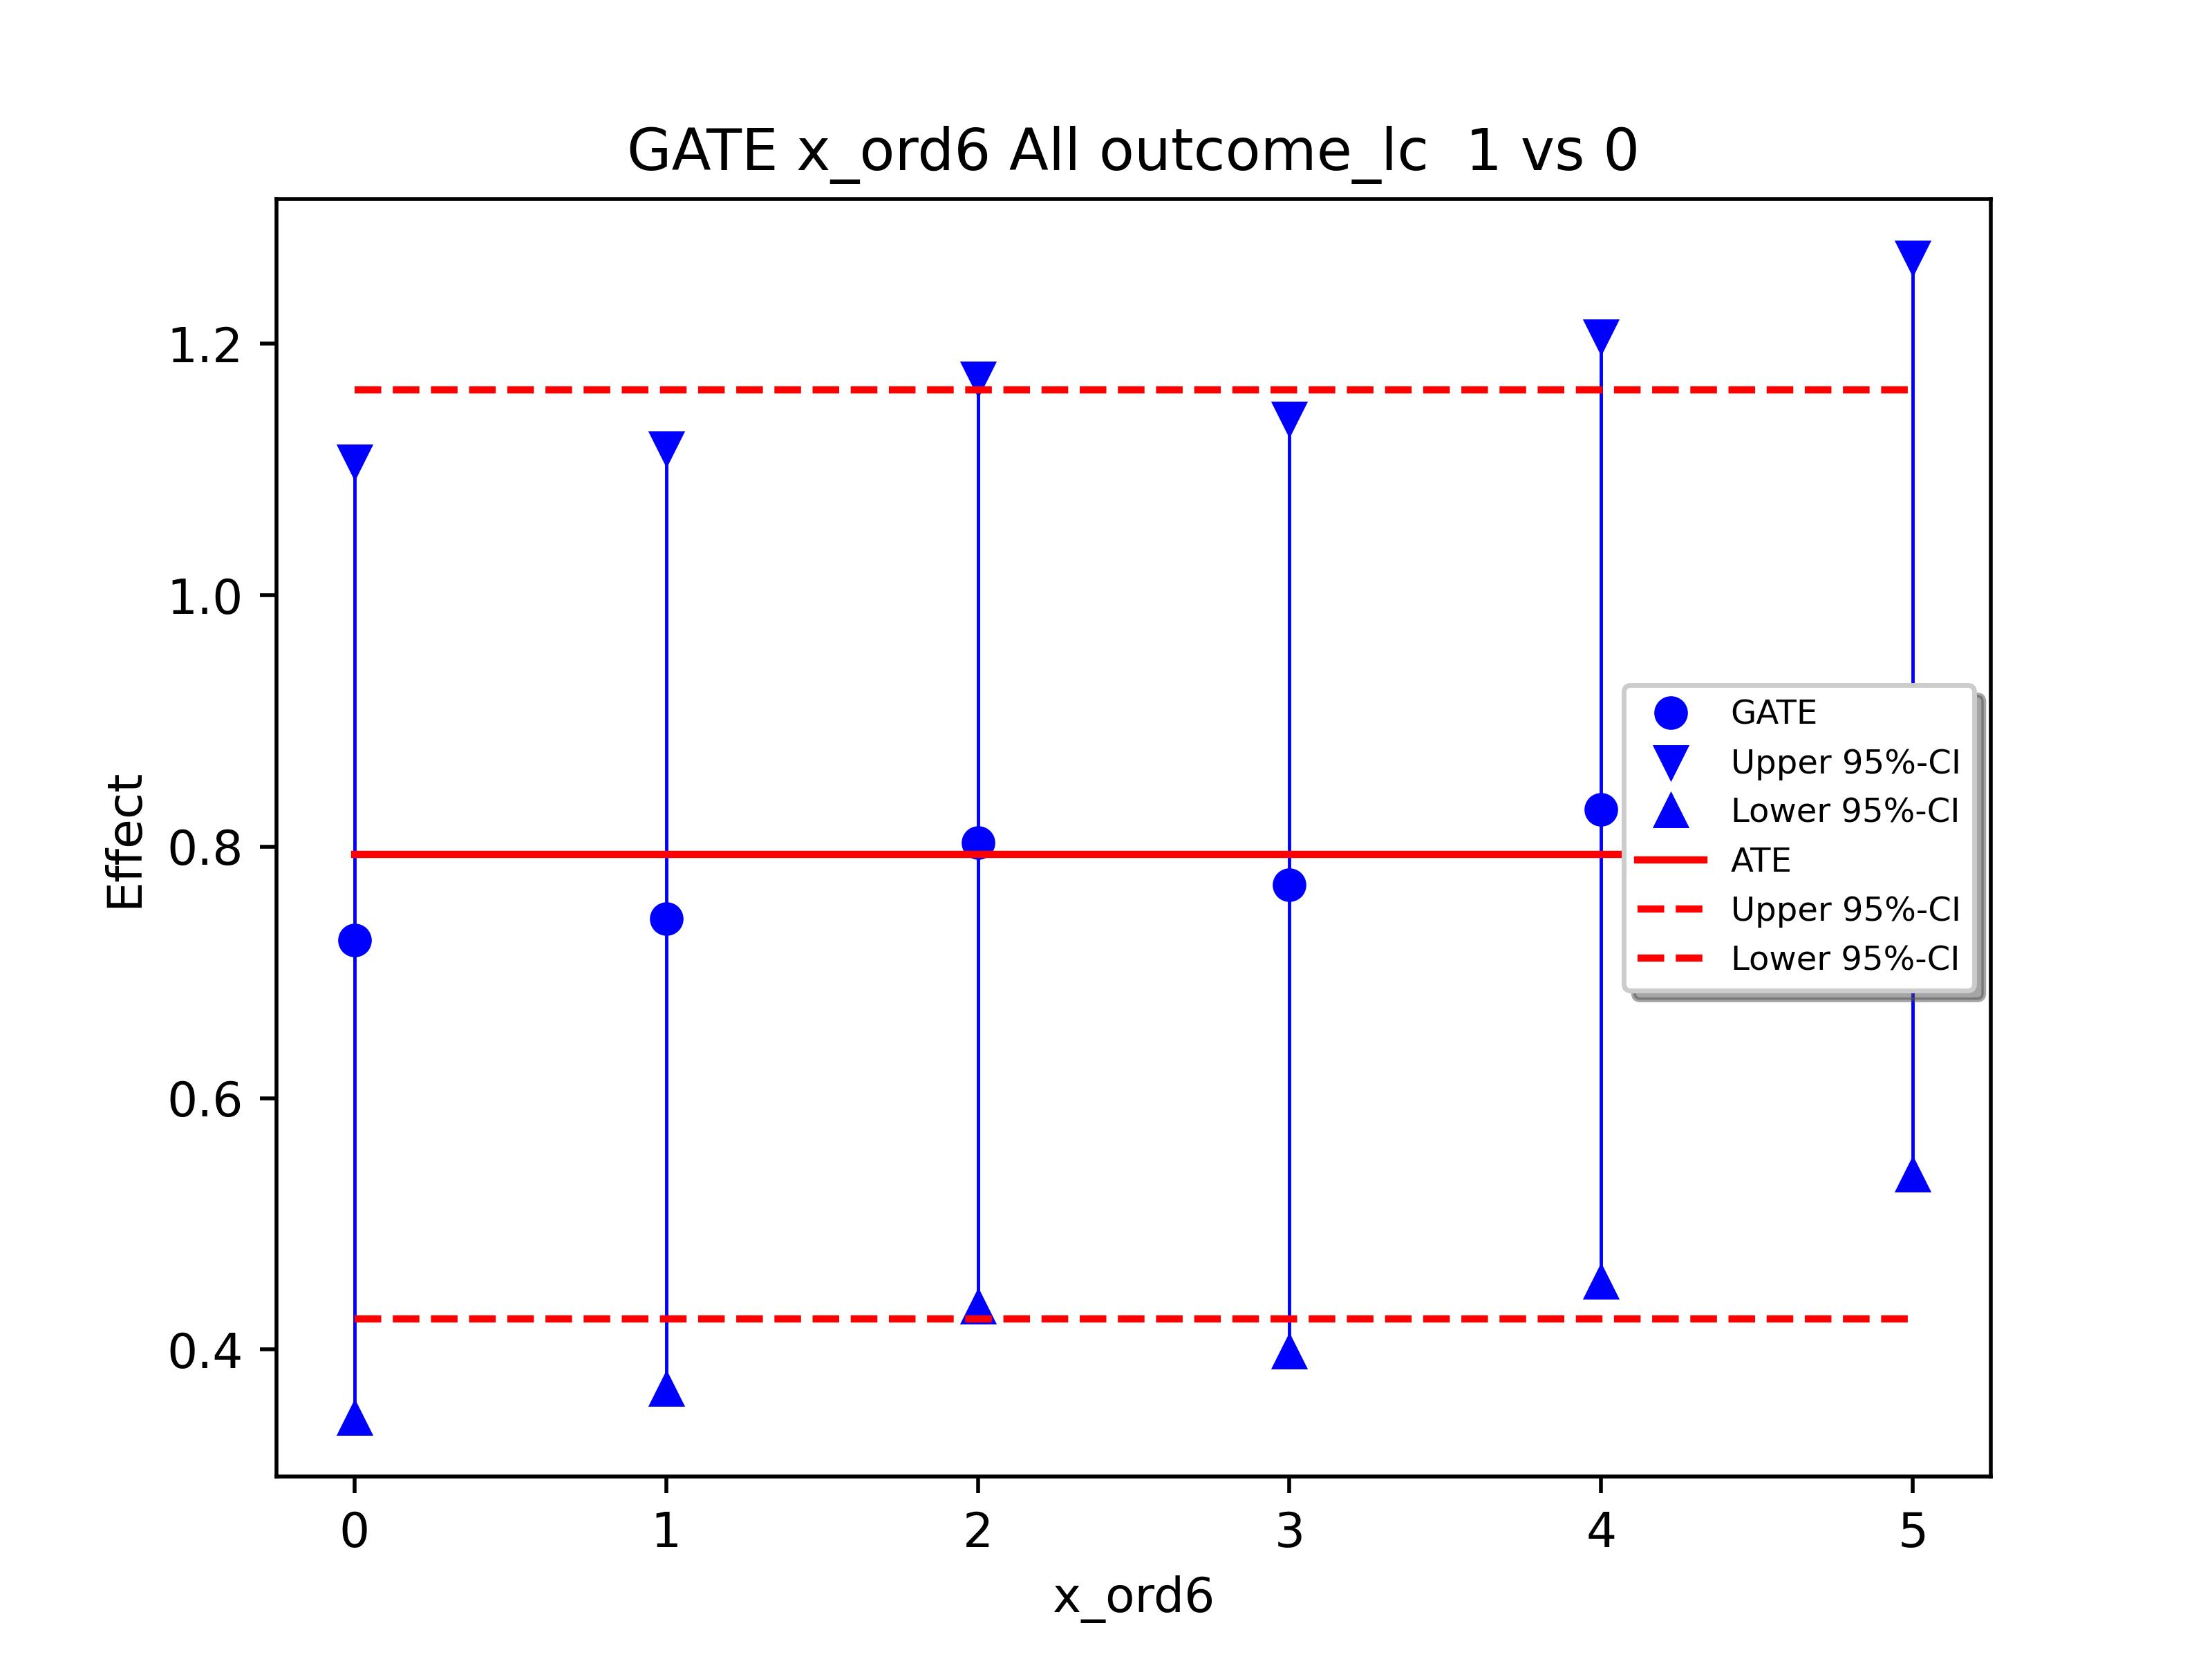 GATE x_ord6 All outcome_lc  1 vs 0
Effect
1.2
1.0
0.8
0.6
0.4
GATE
Upper 95%-CI
Lower 95%-CI
ATE
Upper 95%-CI
Lower 95%-CI
0 1 2 3 4 5
x_ord6